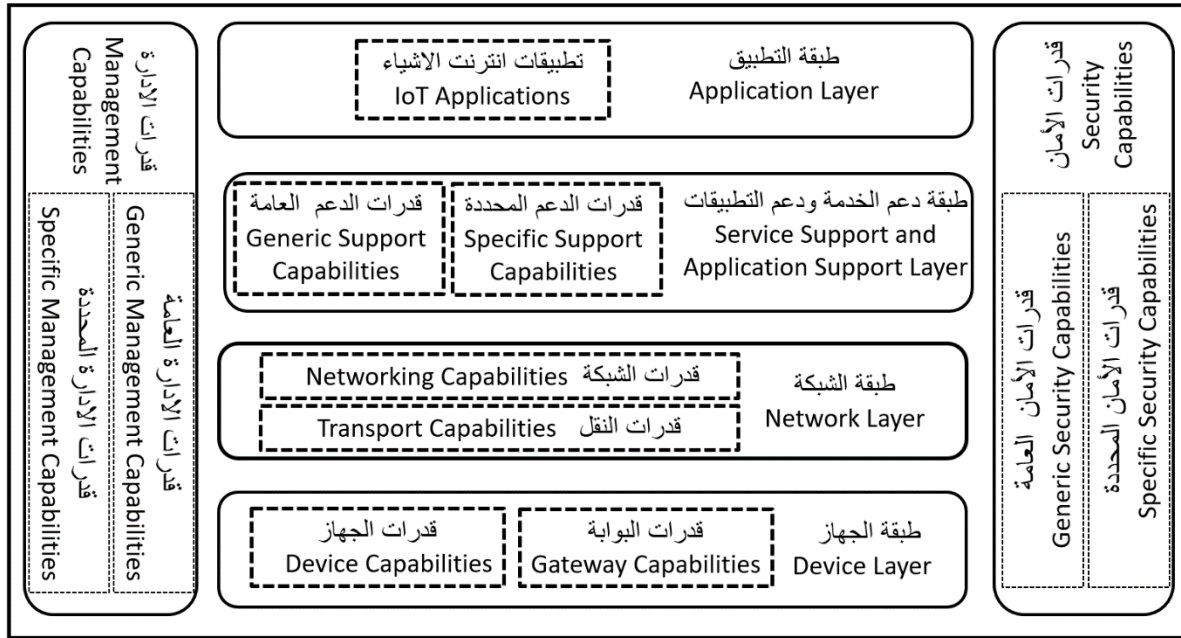 قدرات الإدارة
Management
Capabilities
قدرات الادارة العامة
Generic Management Capabilities
قدرات الادارة المحددة
Specific Management Capabilities
طبقة التطبيق
Application Layer
تطبيقات انترنت الاشياء
IoT Applications
طبقة دعم الخدمة ودعم التطبيقات
Service Support and
Application Support Layer
قدرات الدعم المحددة
Specific Support
Capabilities
قدرات الدعم العامة
Generic Support
Capabilities
طبقة الشبكة
Network Layer
قدرات الشبكة Networking Capabilities
قدرات النقل Transport Capabilities
طبقة الجهاز
Device Layer
قدرات البوابة
Gateway Capabilities
قدرات الجهاز
Device Capabilities
قدرات الأمان
Security
Capabilities
قدرات الأمان العامة
Generic Security Capabilities
قدرات الأمان المحددة
Specific Security Capabilities